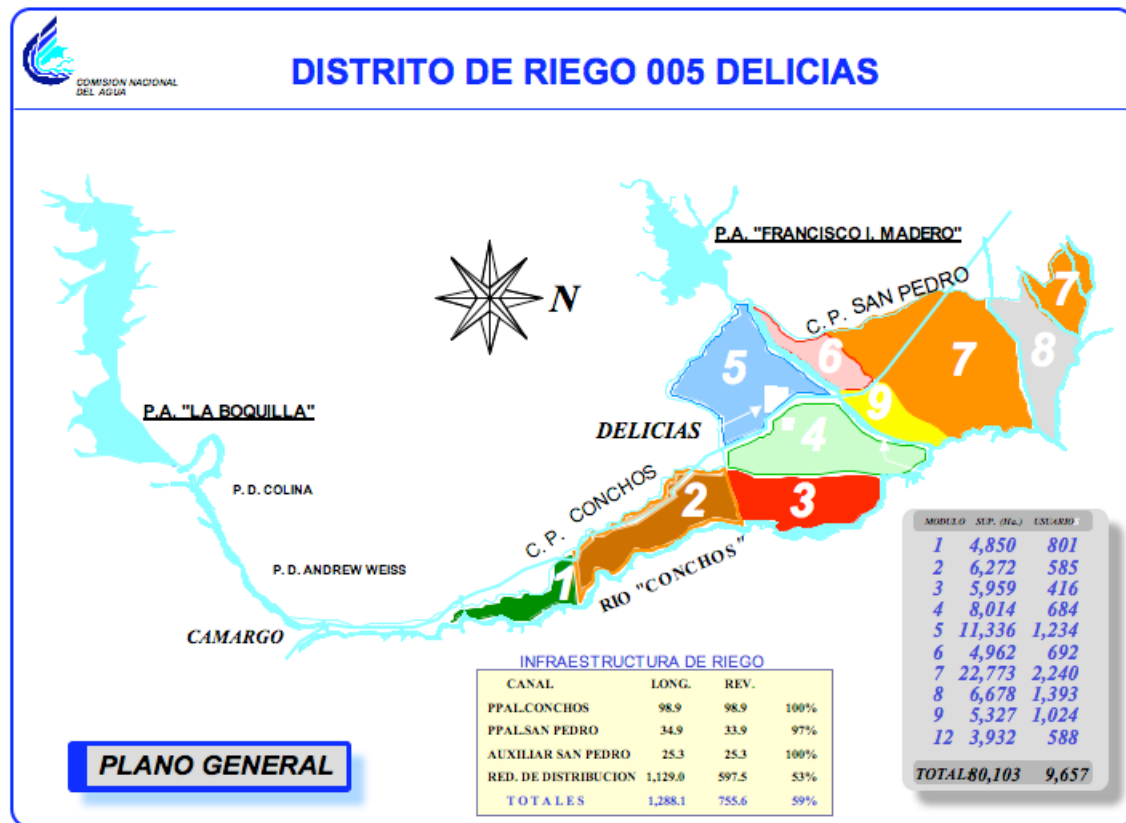 COMISION NACIONAL
DEL AGUA
DISTRITO DE RIEGO 005 DELICIAS
P.A. "FRANCISCO I. MADERO"
C. P. SAN PEDRO
N
7
6
7
8
5
9
P.A. "LA BOQUILLA"
DELICIAS
4
P. D. COLINA
C. P. CONCHOS
2
3
P. D. ANDREW WEISS
1
RIO "CONCHOS"
CAMARGO
MODULO SUP. (Ha.) USUARIOS
1 4,850 801
2 6,272 585
3 5,959 416
4 8,014 684
5 11,336 1,234
6 4,962 692
7 22,773 2,240
8 6,678 1,393
9 5,327 1,024
12 3,932 588
TOTAL 80,103 9,657
INFRAESTRUCTURA DE RIEGO
CANAL LONG. REV.
PPAL.CONCHOS 98.9 98.9 100%
PPAL.SAN PEDRO 34.9 33.9 97%
AUXILIAR SAN PEDRO 25.3 25.3 100%
RED. DE DISTRIBUCION 1,129.0 597.5 53%
TOTALES 1,288.1 755.6 59%
PLANO GENERAL